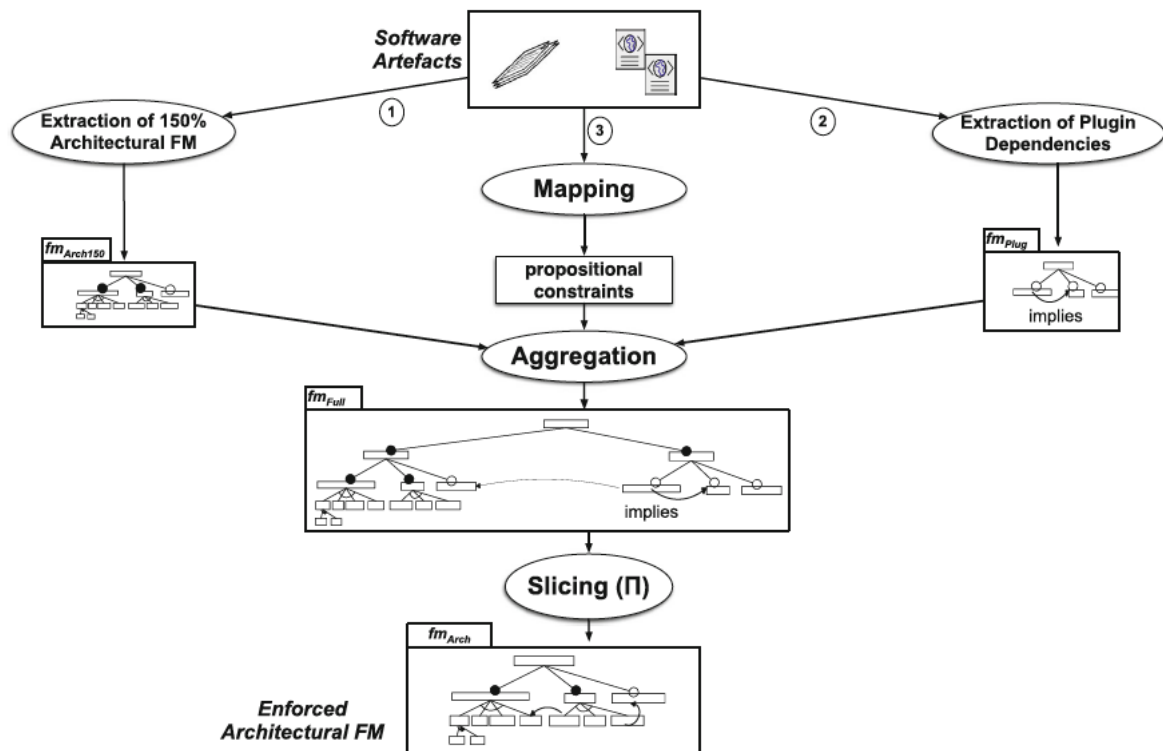 Software
Artefacts
1
3
2
Extraction of 150%
Architectural FM
Extraction of Plugin
Dependencies
Mapping
fmArch150
fmPlug
propositional
constraints
implies
Aggregation
fmFull
implies
Slicing (Π)
fmArch
Enforced
Architectural FM